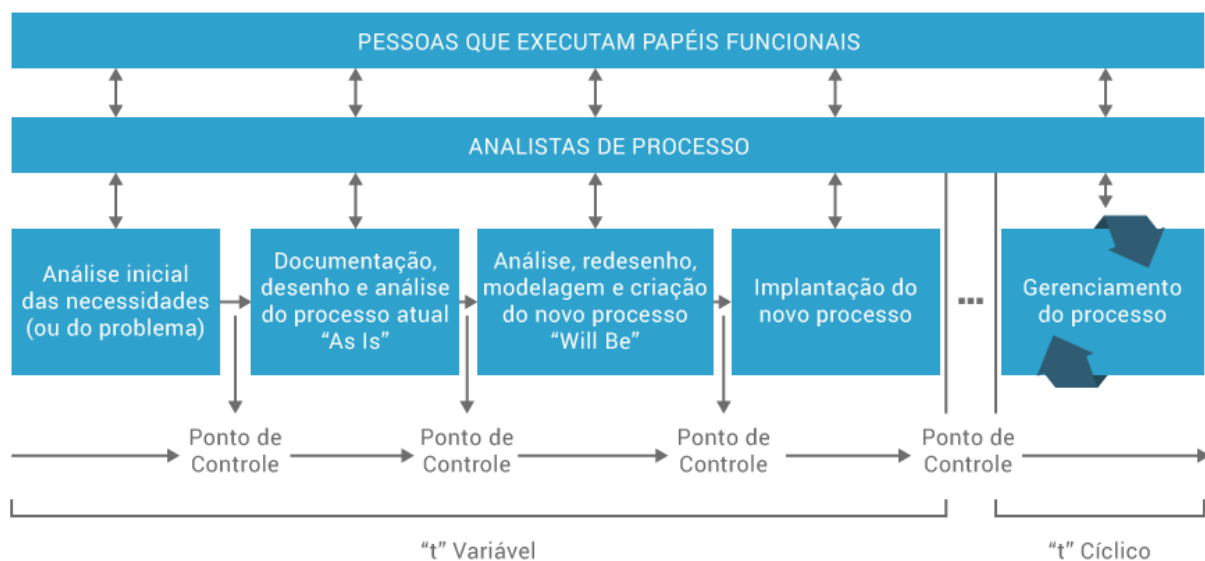 PESSOAS QUE EXECUTAM PAPÉIS FUNCIONAIS
ANALISTAS DE PROCESSO
Análise inicial
das necessidades
(ou do problema)
Documentação,
desenho e análise
do processo atual
“As Is”
Análise, redesenho,
modelagem e criação
do novo processo
“Will Be”
Implantação do
novo processo
...
Gerenciamento
do processo
Ponto de
Controle
Ponto de
Controle
Ponto de
Controle
Ponto de
Controle
“t” Variável
“t” Cíclico